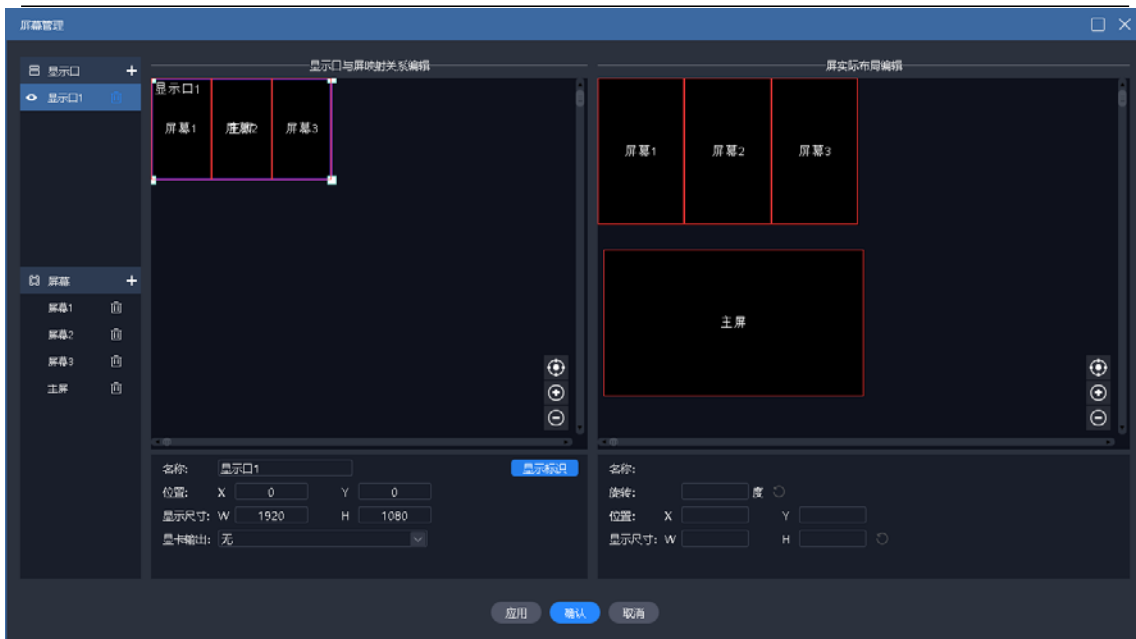 屏幕管理
显示口
显示口与屏映射关系编辑
屏实际布局编辑
显示口1
显示口1
屏幕1
屏幕3
屏幕1
屏幕2
屏幕3
主屏
屏幕
屏幕1
屏幕2
屏幕3
主屏
名称: 显示口1 显示标识
位置: X 0 Y 0
显示尺寸: W 1920 H 1080
显卡输出: 无
名称:
旋转: 度
位置: X Y
显示尺寸: W H
应用 确认 取消